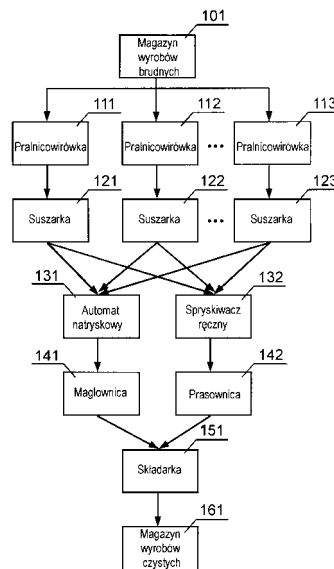 101
Magazyn
wyrobów
brudnych
111
112
113
Pralnicowirówka
Pralnicowirówka
...
Pralnicowirówka
121
122
123
Suszarka
Suszarka
...
Suszarka
131
132
Automat
natryskowy
Spryskiwacz
ręczny
141
142
Maglownica
Prasownica
151
Składarka
161
Magazyn
wyrobów
czystych